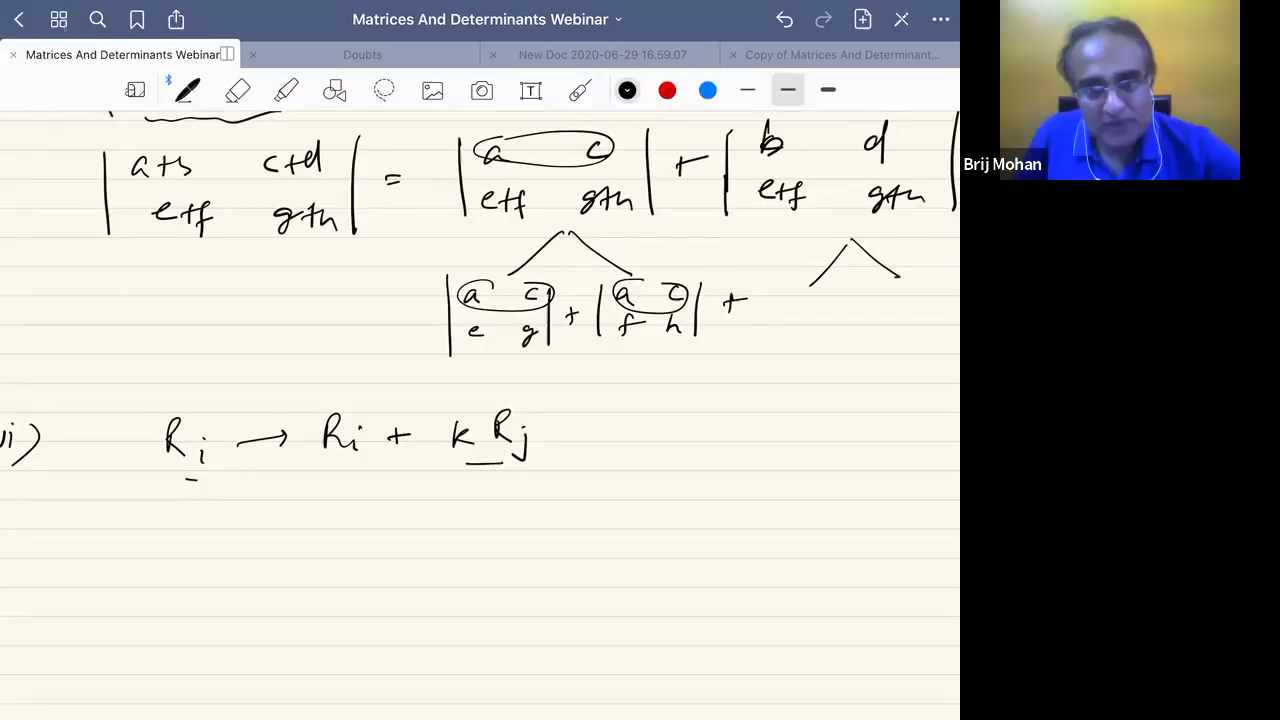 Matrices And Determinants Webinar
Matrices And Determinants Webinar
Doubts
New Doc 2020-06-29 16.59.07
Copy of Matrices And Determinant...
T
| a+b c+d | = | a c | + | b d |
| e+f g+h | | e+f g+h | | e+f g+h |
| a c | + | a c | +
| e g | | f h |
vi) Ri → Ri + k Rj
Brij Mohan